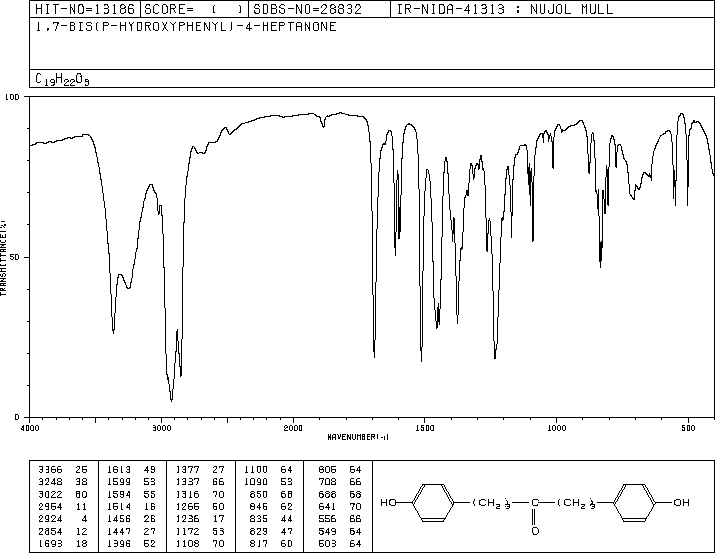 HIT-NO=13186 SCORE= ( ) SDBS-NO=28832 IR-NIDA-41313 : NUJOL MULL
1,7-BIS(P-HYDROXYPHENYL)-4-HEPTANONE
C19H22O3
100
TRANSMITTANCE(%)
50
0
4000 3000 2000 1500 1000 500
WAVENUMBER(-1)
3366 26 1613 49 1377 27 1100 64 806 64
3248 38 1599 53 1337 66 1090 53 708 66
3022 60 1594 55 1316 70 850 68 688 68
2954 11 1514 16 1266 60 846 62 641 70
2924 4 1456 26 1236 17 835 44 556 66
2854 12 1447 27 1172 53 829 47 549 64
1693 18 1396 52 1108 70 817 60 503 64
HO (CH2)3 C (CH2)3 OH
O